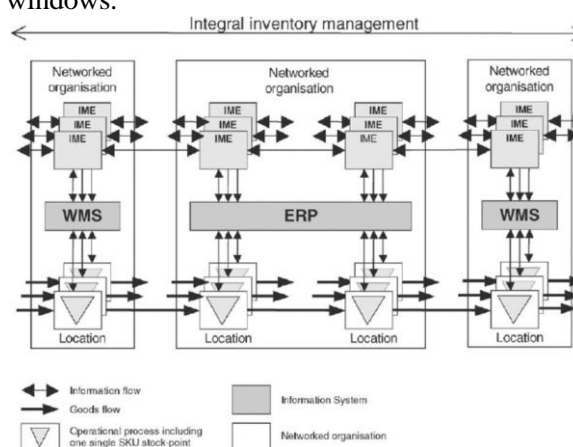 windows.
Integral inventory management
Networked organisation
Networked organisation
Networked organisation
IME
IME
IME
IME
IME
IME
IME
IME
IME
IME
IME
IME
WMS
ERP
WMS
Location
Location
Location
Location
Information flow
Goods flow
Operational process including
one single SKU stock-point
Information System
Networked organisation